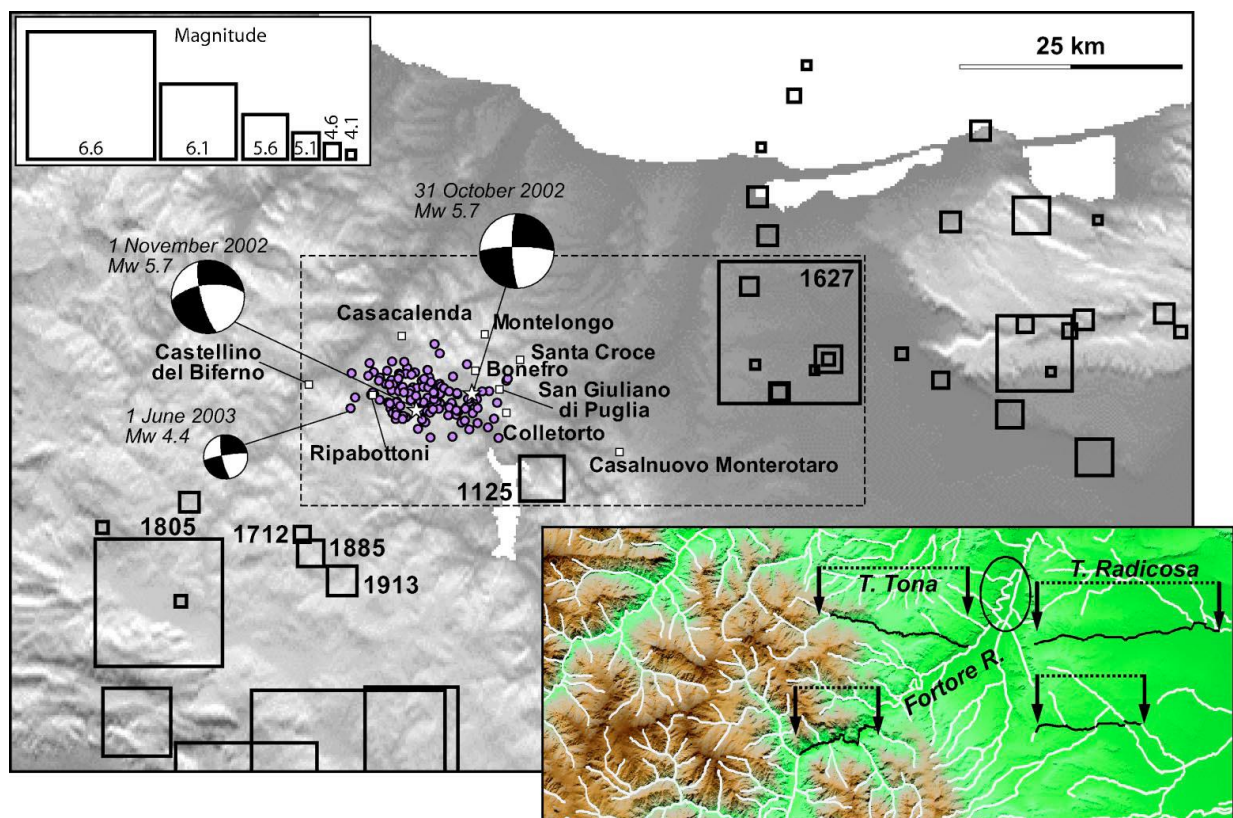 Magnitude
6.6
6.1
5.6
5.1
4.6
4.1
25 km
31 October 2002
Mw 5.7
1 November 2002
Mw 5.7
1627
Casacalenda
Montelongo
Castellino
del Biferno
Santa Croce
Bonefro
San Giuliano
di Puglia
1 June 2003
Mw 4.4
Ripabottoni
Colletorto
Casalnuovo Monterotaro
1125
1805
1712
1885
1913
T. Tona
T. Radicosa
Fortore R.